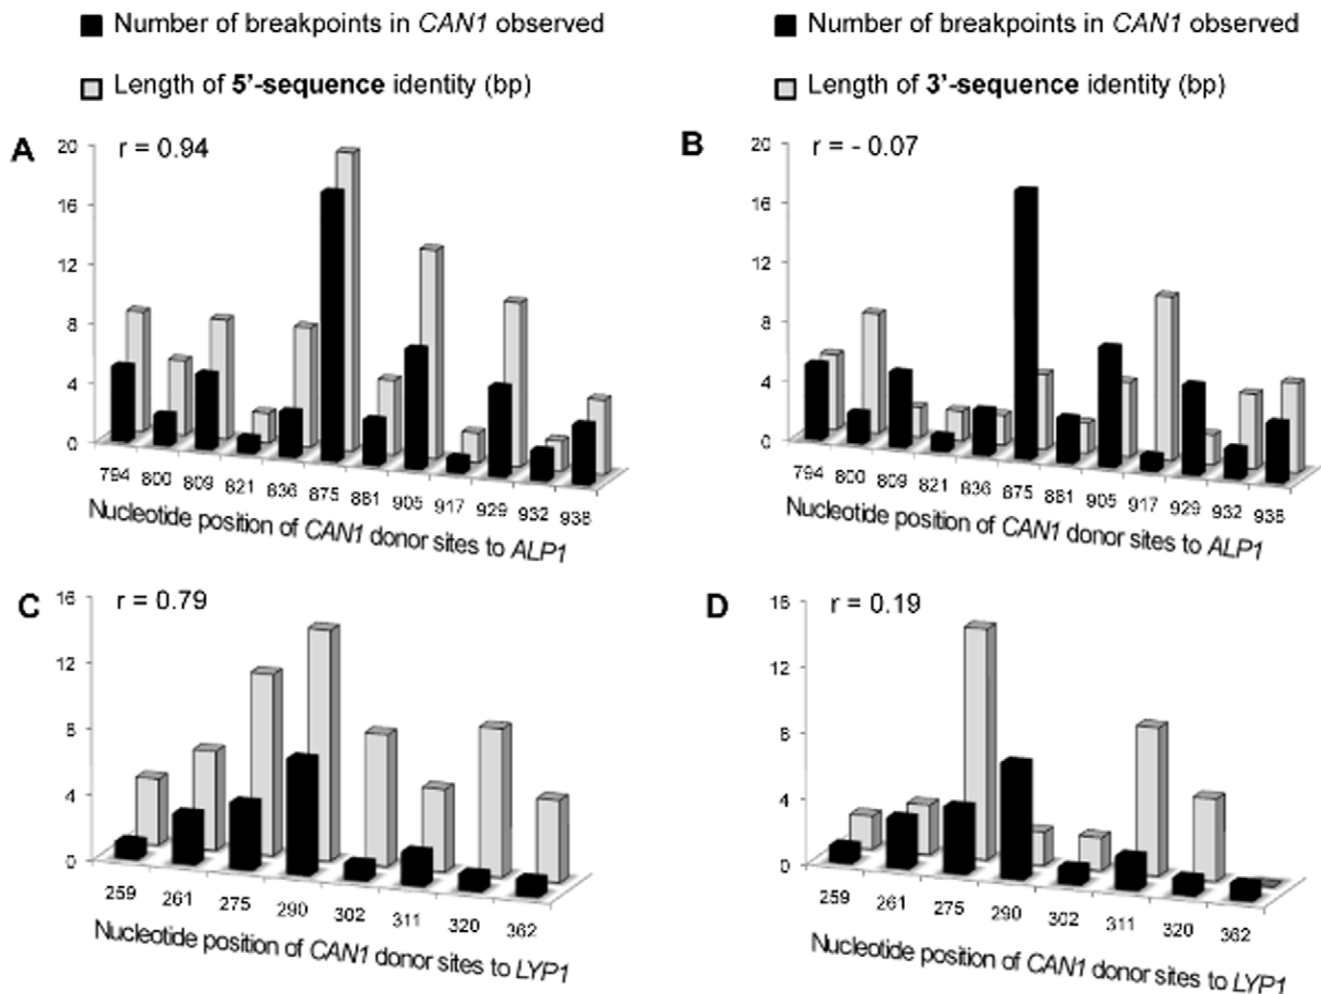 Number of breakpoints in CAN1 observed
Length of 5'-sequence identity (bp)
Number of breakpoints in CAN1 observed
Length of 3'-sequence identity (bp)
A
r = 0.94
20
16
12
8
4
0
794 800 809 821 836 875 881 905 917 929 932 938
Nucleotide position of CAN1 donor sites to ALP1
B
r = - 0.07
20
16
12
8
4
0
794 800 809 821 836 875 881 905 917 929 932 938
Nucleotide position of CAN1 donor sites to ALP1
C
r = 0.79
16
12
8
4
0
259 261 275 290 302 311 320 362
Nucleotide position of CAN1 donor sites to LYP1
D
r = 0.19
16
12
8
4
0
259 261 275 290 302 311 320 362
Nucleotide position of CAN1 donor sites to LYP1